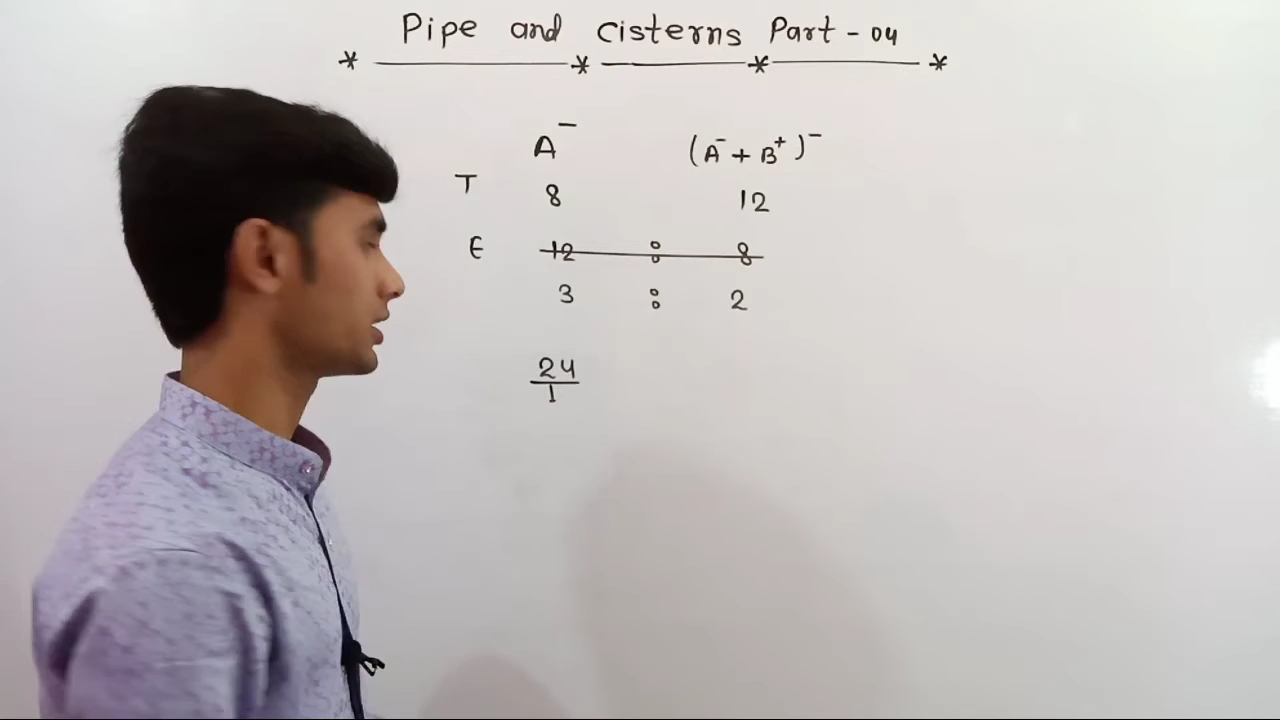 Pipe and Cisterns Part - 04
* * * *
A⁻ (A⁻ + B⁺)⁻
T 8 12
E 12 : 8
3 : 2
24
1